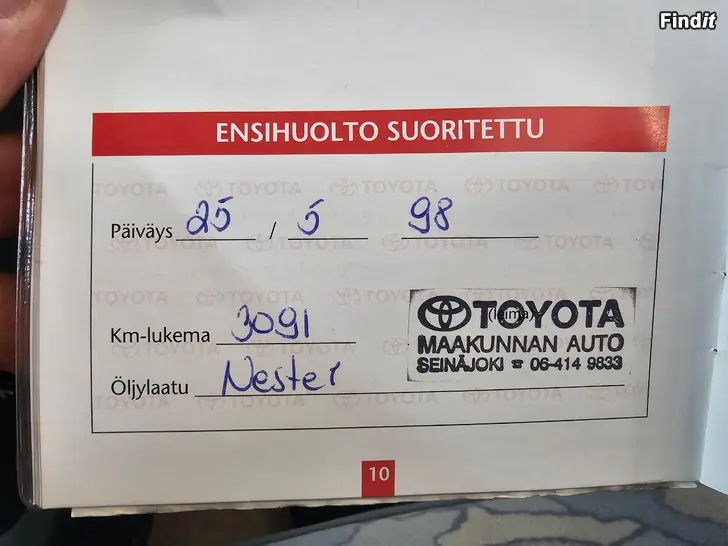 Findit
ENSIHUOLTO SUORITETTU
Päiväys 25 / 5 98
Km-lukema 3091
(leima)
TOYOTA
MAAKUNNAN AUTO
SEINÄJOKI ☎ 06-414 9833
Öljylaatu Nester
10